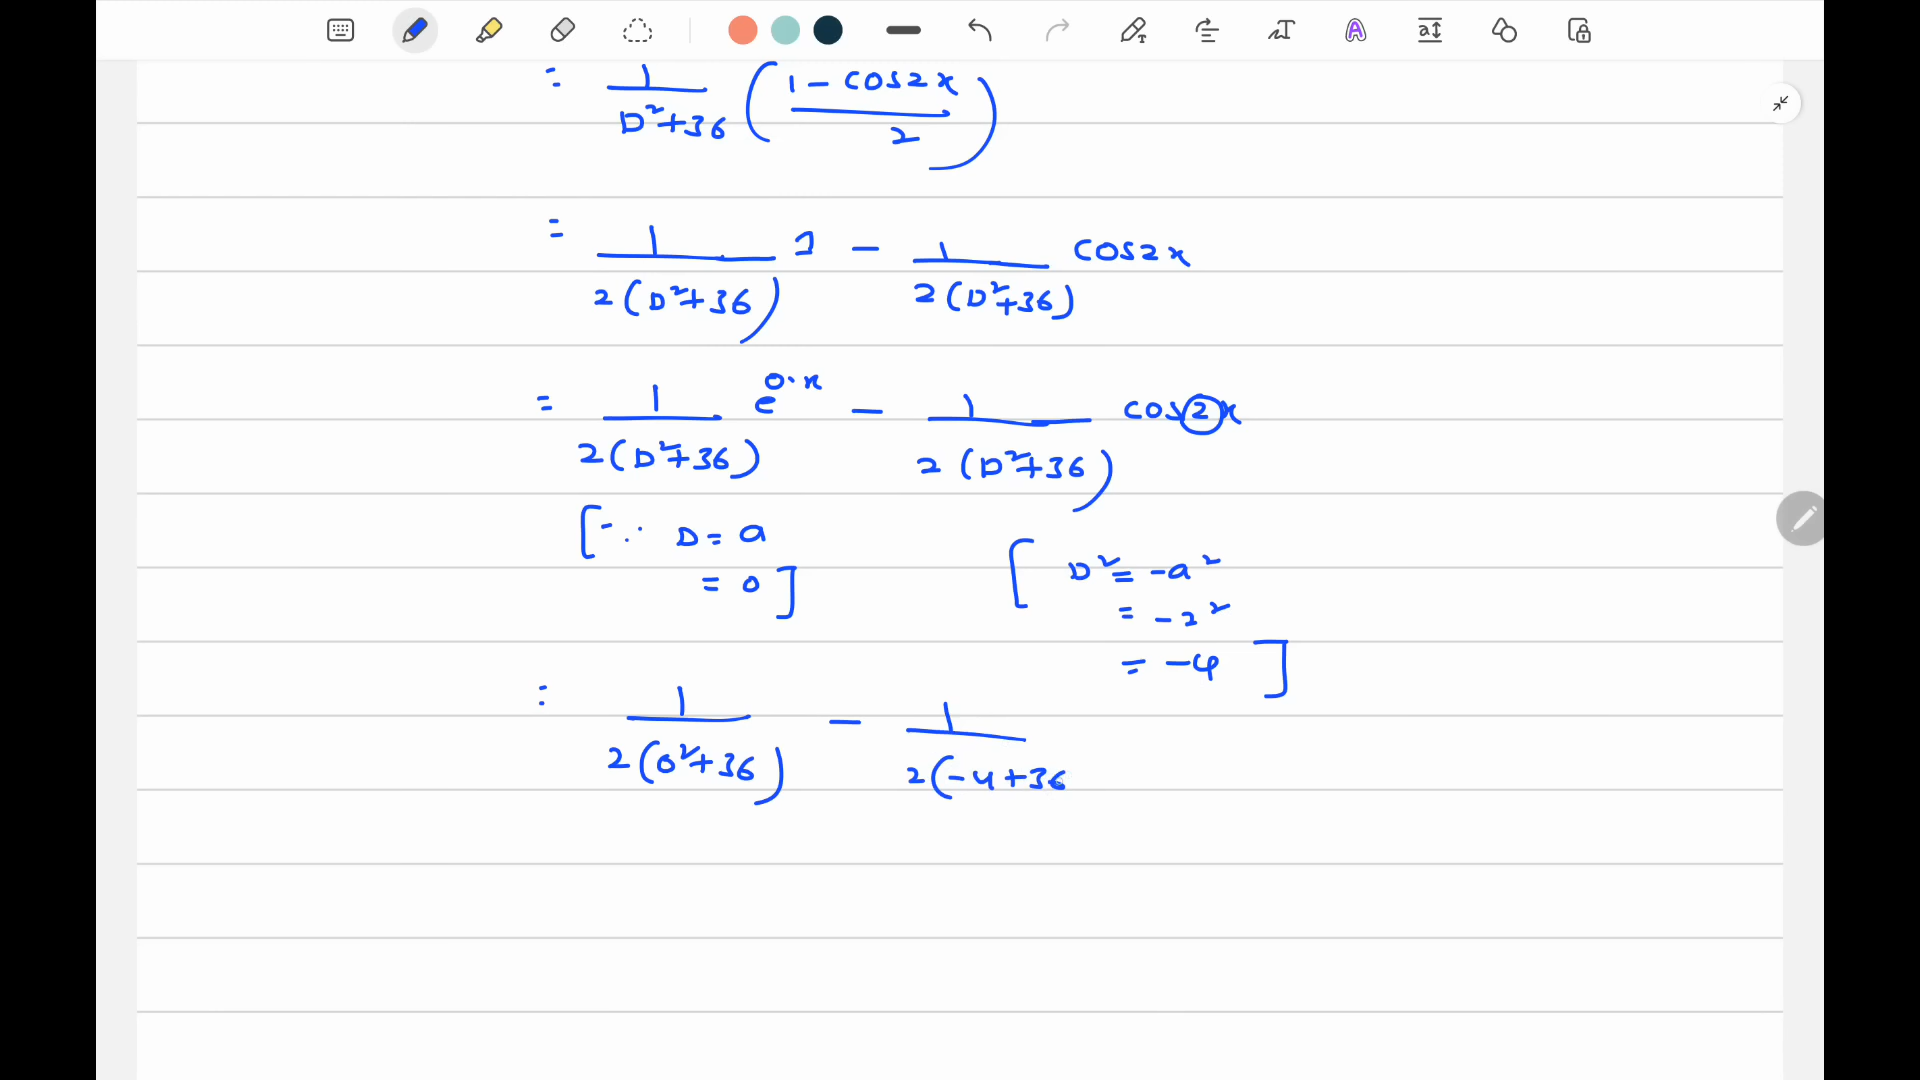 = 1/(D²+36) ((1 - cos2x)/2)
= 1/(2(D²+36)) 1 - 1/(2(D²+36)) cos2x
= 1/(2(D²+36)) e^(0·x) - 1/(2(D²+36)) cos2x
[∵ D = a
= 0]
[D² = -a²
= -2²
= -4]
= 1/(2(0²+36)) - 1/(2(-4+36